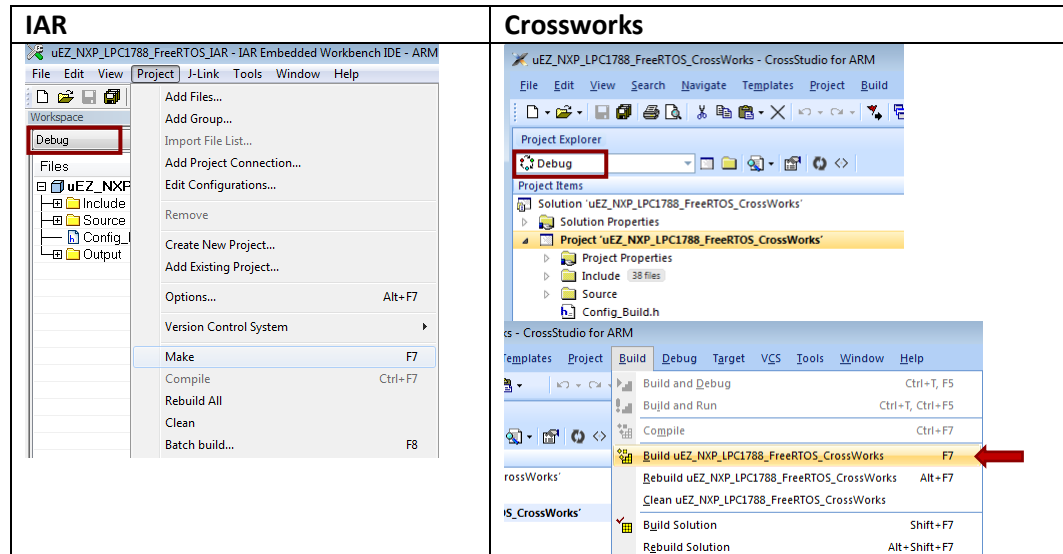 IAR
uEZ_NXP_LPC1788_FreeRTOS_IAR - IAR Embedded Workbench IDE - ARM
File Edit View Project J-Link Tools Window Help
Workspace
Debug
Files
uEZ_NXP
Include
Source
Config_
Output
Add Files...
Add Group...
Import File List...
Add Project Connection...
Edit Configurations...
Remove
Create New Project...
Add Existing Project...
Options... Alt+F7
Version Control System
Make F7
Compile Ctrl+F7
Rebuild All
Clean
Batch build... F8
Crossworks
uEZ_NXP_LPC1788_FreeRTOS_CrossWorks - CrossStudio for ARM
File Edit View Search Navigate Templates Project Build
Project Explorer
Debug
Project Items
Solution 'uEZ_NXP_LPC1788_FreeRTOS_CrossWorks'
Solution Properties
Project 'uEZ_NXP_LPC1788_FreeRTOS_CrossWorks'
Project Properties
Include 38 files
Source
Config_Build.h
ks - CrossStudio for ARM
Templates Project Build Debug Target VCS Tools Window Help
Build and Debug Ctrl+T, F5
Build and Run Ctrl+T, Ctrl+F5
Compile Ctrl+F7
Build uEZ_NXP_LPC1788_FreeRTOS_CrossWorks F7
rossWorks' Rebuild uEZ_NXP_LPC1788_FreeRTOS_CrossWorks Alt+F7
Clean uEZ_NXP_LPC1788_FreeRTOS_CrossWorks
S_CrossWorks'
Build Solution Shift+F7
Rebuild Solution Alt+Shift+F7